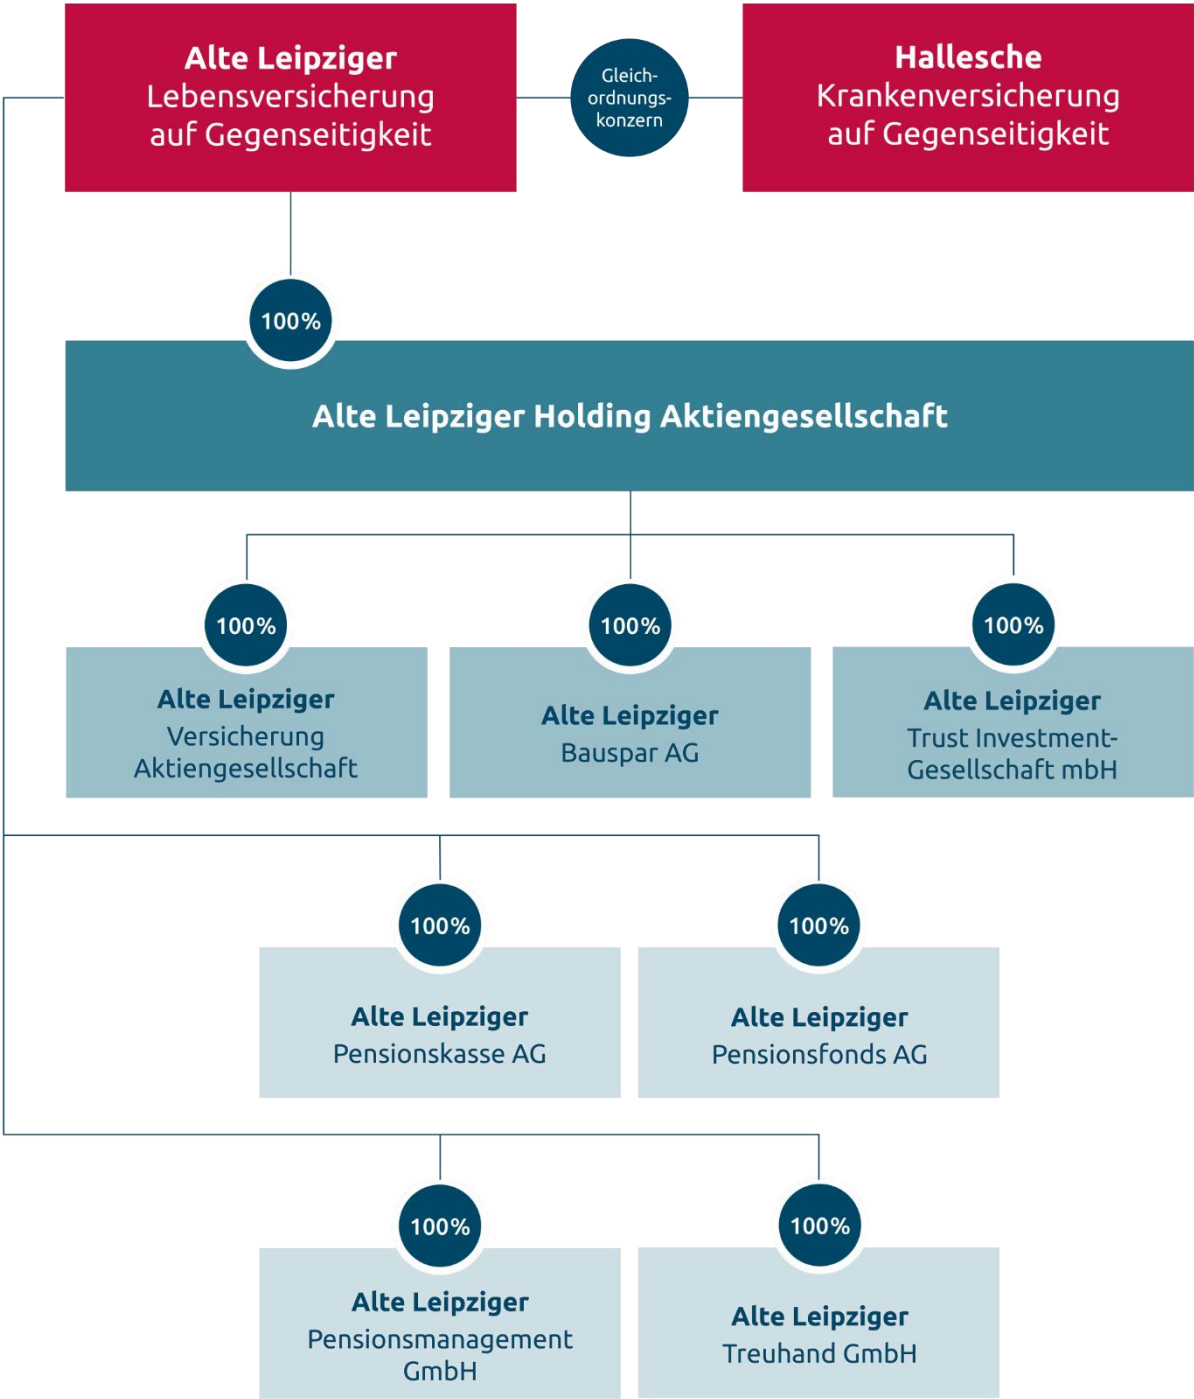 Alte Leipziger
Lebensversicherung
auf Gegenseitigkeit
Gleich-
ordnungs-
konzern
Hallesche
Krankenversicherung
auf Gegenseitigkeit
100%
Alte Leipziger Holding Aktiengesellschaft
100%
Alte Leipziger
Versicherung
Aktiengesellschaft
100%
Alte Leipziger
Bauspar AG
100%
Alte Leipziger
Trust Investment-
Gesellschaft mbH
100%
Alte Leipziger
Pensionskasse AG
100%
Alte Leipziger
Pensionsfonds AG
100%
Alte Leipziger
Pensionsmanagement
GmbH
100%
Alte Leipziger
Treuhand GmbH